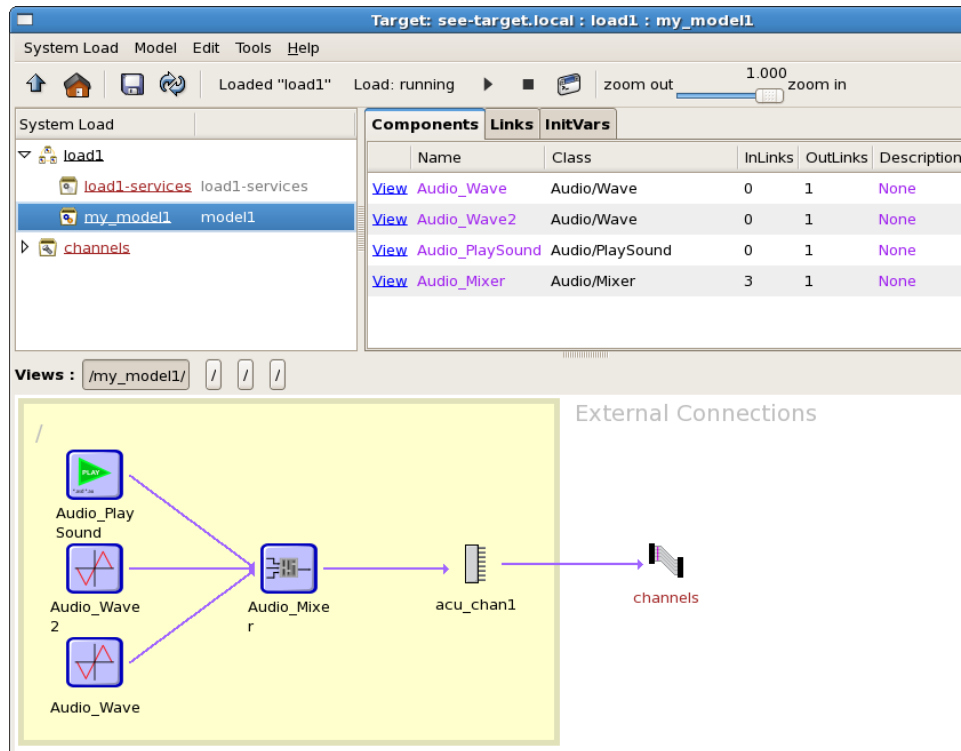 Target: see-target.local : load1 : my_model1
System Load Model Edit Tools Help
Loaded "load1" Load: running zoom out 1.000 zoom in
System Load
load1
load1-services load1-services
my_model1 model1
channels
Components Links InitVars
Name Class InLinks OutLinks Description
View Audio_Wave Audio/Wave 0 1 None
View Audio_Wave2 Audio/Wave 0 1 None
View Audio_PlaySound Audio/PlaySound 0 1 None
View Audio_Mixer Audio/Mixer 3 1 None
Views : /my_model1/ / / /
External Connections
/
PLAY
Audio_Play
Sound
Audio_Wave
2
Audio_Mixe
r
acu_chan1
channels
Audio_Wave